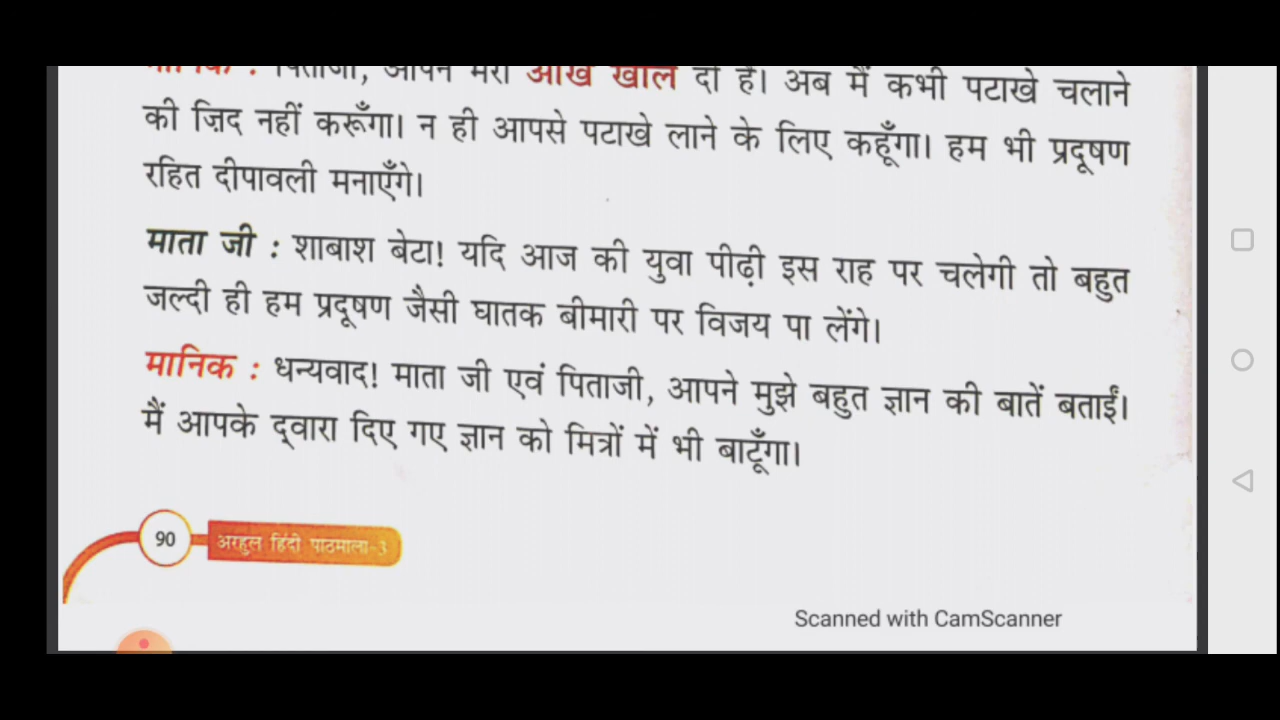 मानिक : पिताजी, आपने मेरी आँखें खोल दी हैं। अब मैं कभी पटाखे चलाने
की ज़िद नहीं करूँगा। न ही आपसे पटाखे लाने के लिए कहूँगा। हम भी प्रदूषण
रहित दीपावली मनाएँगे।
माता जी : शाबाश बेटा! यदि आज की युवा पीढ़ी इस राह पर चलेगी तो बहुत
जल्दी ही हम प्रदूषण जैसी घातक बीमारी पर विजय पा लेंगे।
मानिक : धन्यवाद! माता जी एवं पिताजी, आपने मुझे बहुत ज्ञान की बातें बताईं।
मैं आपके द्वारा दिए गए ज्ञान को मित्रों में भी बाटूँगा।
90
अरहुल हिंदी पाठमाला-3
Scanned with CamScanner